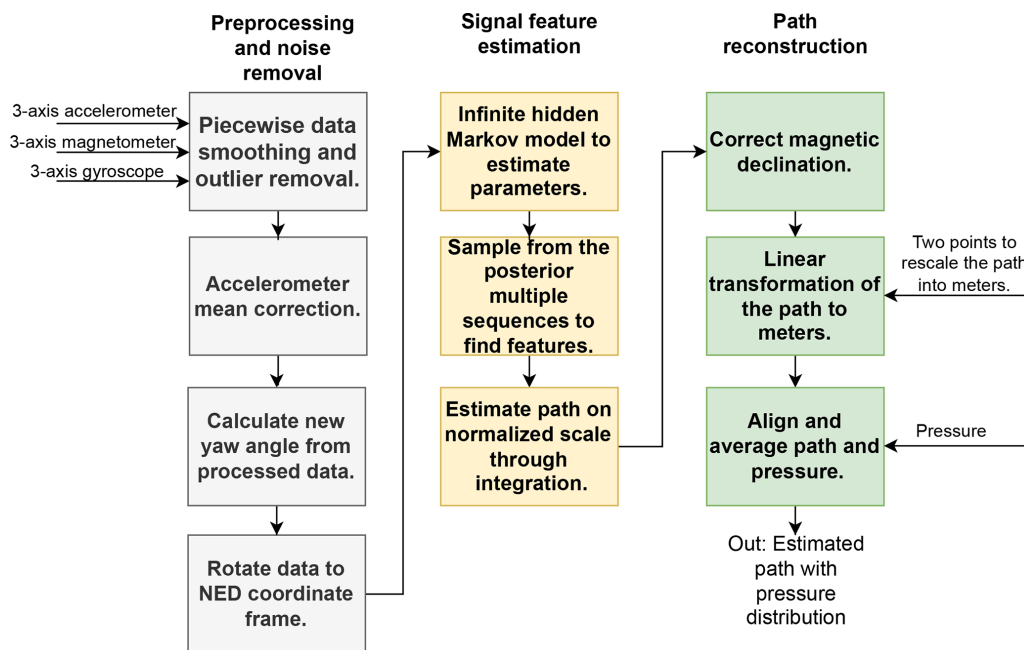 Preprocessing
and noise
removal
3-axis accelerometer
3-axis magnetometer
3-axis gyroscope
Piecewise data
smoothing and
outlier removal.
Accelerometer
mean correction.
Calculate new
yaw angle from
processed data.
Rotate data to
NED coordinate
frame.
Signal feature
estimation
Infinite hidden
Markov model to
estimate
parameters.
Sample from the
posterior
multiple
sequences to
find features.
Estimate path on
normalized scale
through
integration.
Path
reconstruction
Correct magnetic
declination.
Linear
transformation of
the path to
meters.
Two points to
rescale the path
into meters.
Align and
average path and
pressure.
Pressure
Out: Estimated
path with
pressure
distribution